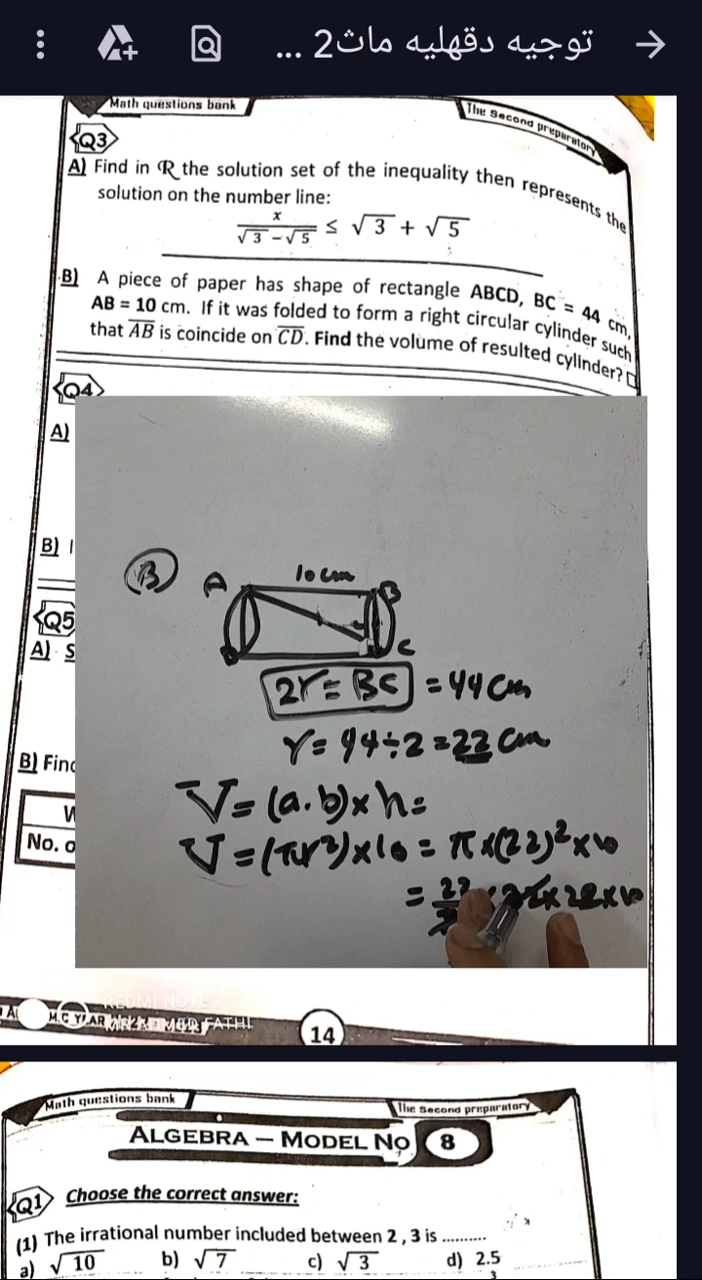 توجيه دقهليه ماث2 ...
Math questions bank
The Second preparatory
Q3
A) Find in ℝ the solution set of the inequality then represents the
solution on the number line:
x / (√3 − √5) ≤ √3 + √5
B) A piece of paper has shape of rectangle ABCD, BC = 44 cm,
AB = 10 cm. If it was folded to form a right circular cylinder such
that AB is coincide on CD. Find the volume of resulted cylinder?
Q4
A)
B) I
Q5
A) S
B) Find
No. o
B
A 10 cm B
C
2r = BC = 44 cm
r = 44 ÷ 2 = 22 cm
V = (a.b) x h =
V = (πr²) x 10 = π x (22)² x 10
= 22 x 22 x 10
REDMI NOTE
14
Math questions bank
The Second preparatory
ALGEBRA – MODEL NO 8
Q1 Choose the correct answer:
(1) The irrational number included between 2 , 3 is ..........
a) √10 b) √7 c) √3 d) 2.5